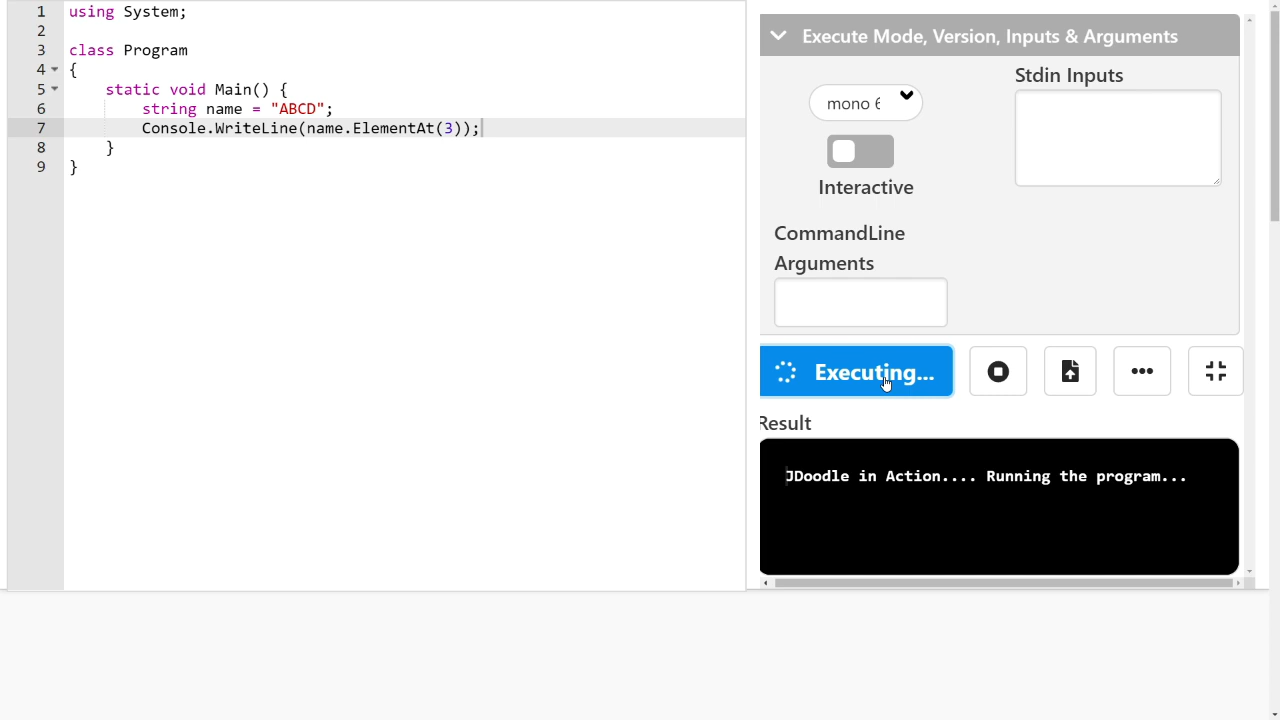 1 using System;
2
3 class Program
4 {
5 static void Main() {
6 string name = "ABCD";
7 Console.WriteLine(name.ElementAt(3));
8 }
9 }
Execute Mode, Version, Inputs & Arguments
mono 6
Interactive
Stdin Inputs
CommandLine
Arguments
Executing...
Result
JDoodle in Action.... Running the program...